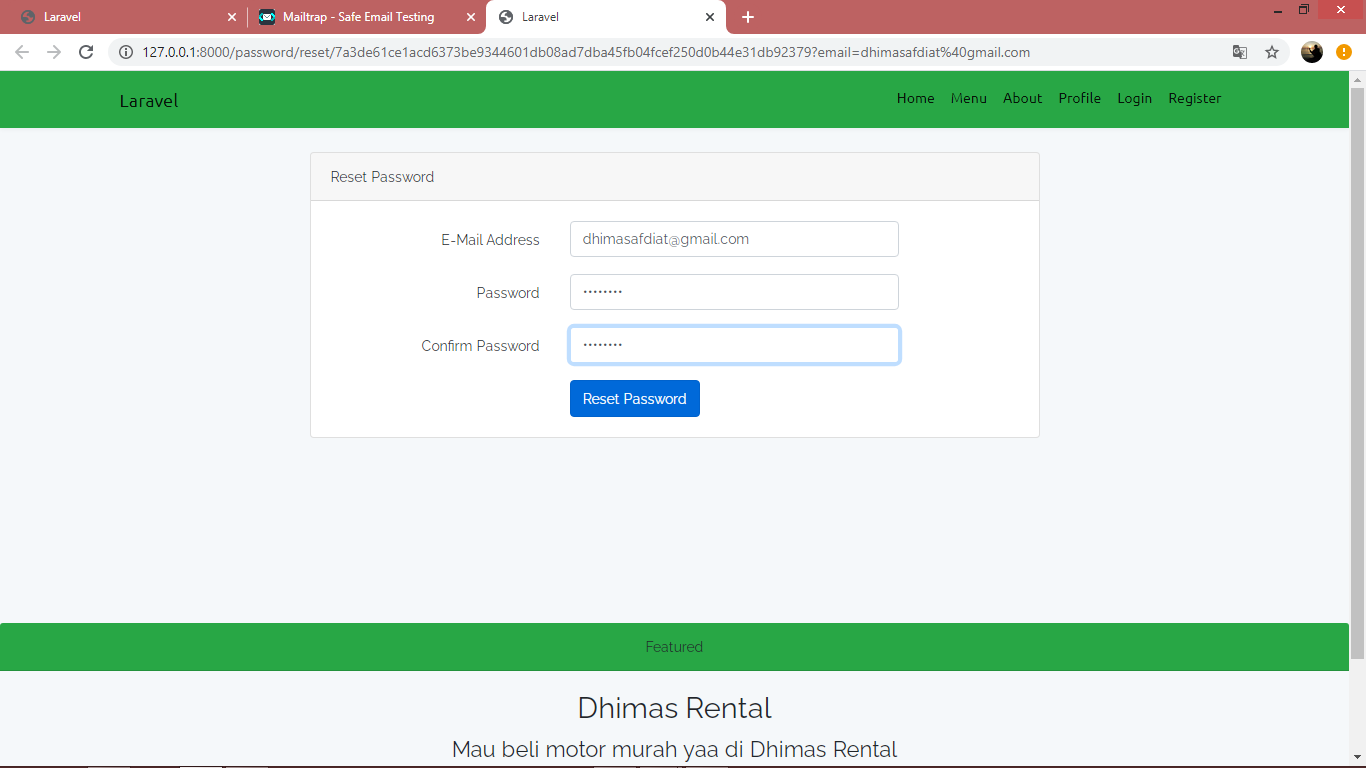 Laravel
Mailtrap - Safe Email Testing
Laravel
127.0.0.1:8000/password/reset/7a3de61ce1acd6373be9344601db08ad7dba45fb04fcef250d0b44e31db92379?email=dhimasafdiat%40gmail.com
Laravel
Home Menu About Profile Login Register
Reset Password
E-Mail Address dhimasafdiat@gmail.com
Password ········
Confirm Password ········
Reset Password
Featured
Dhimas Rental
Mau beli motor murah yaa di Dhimas Rental